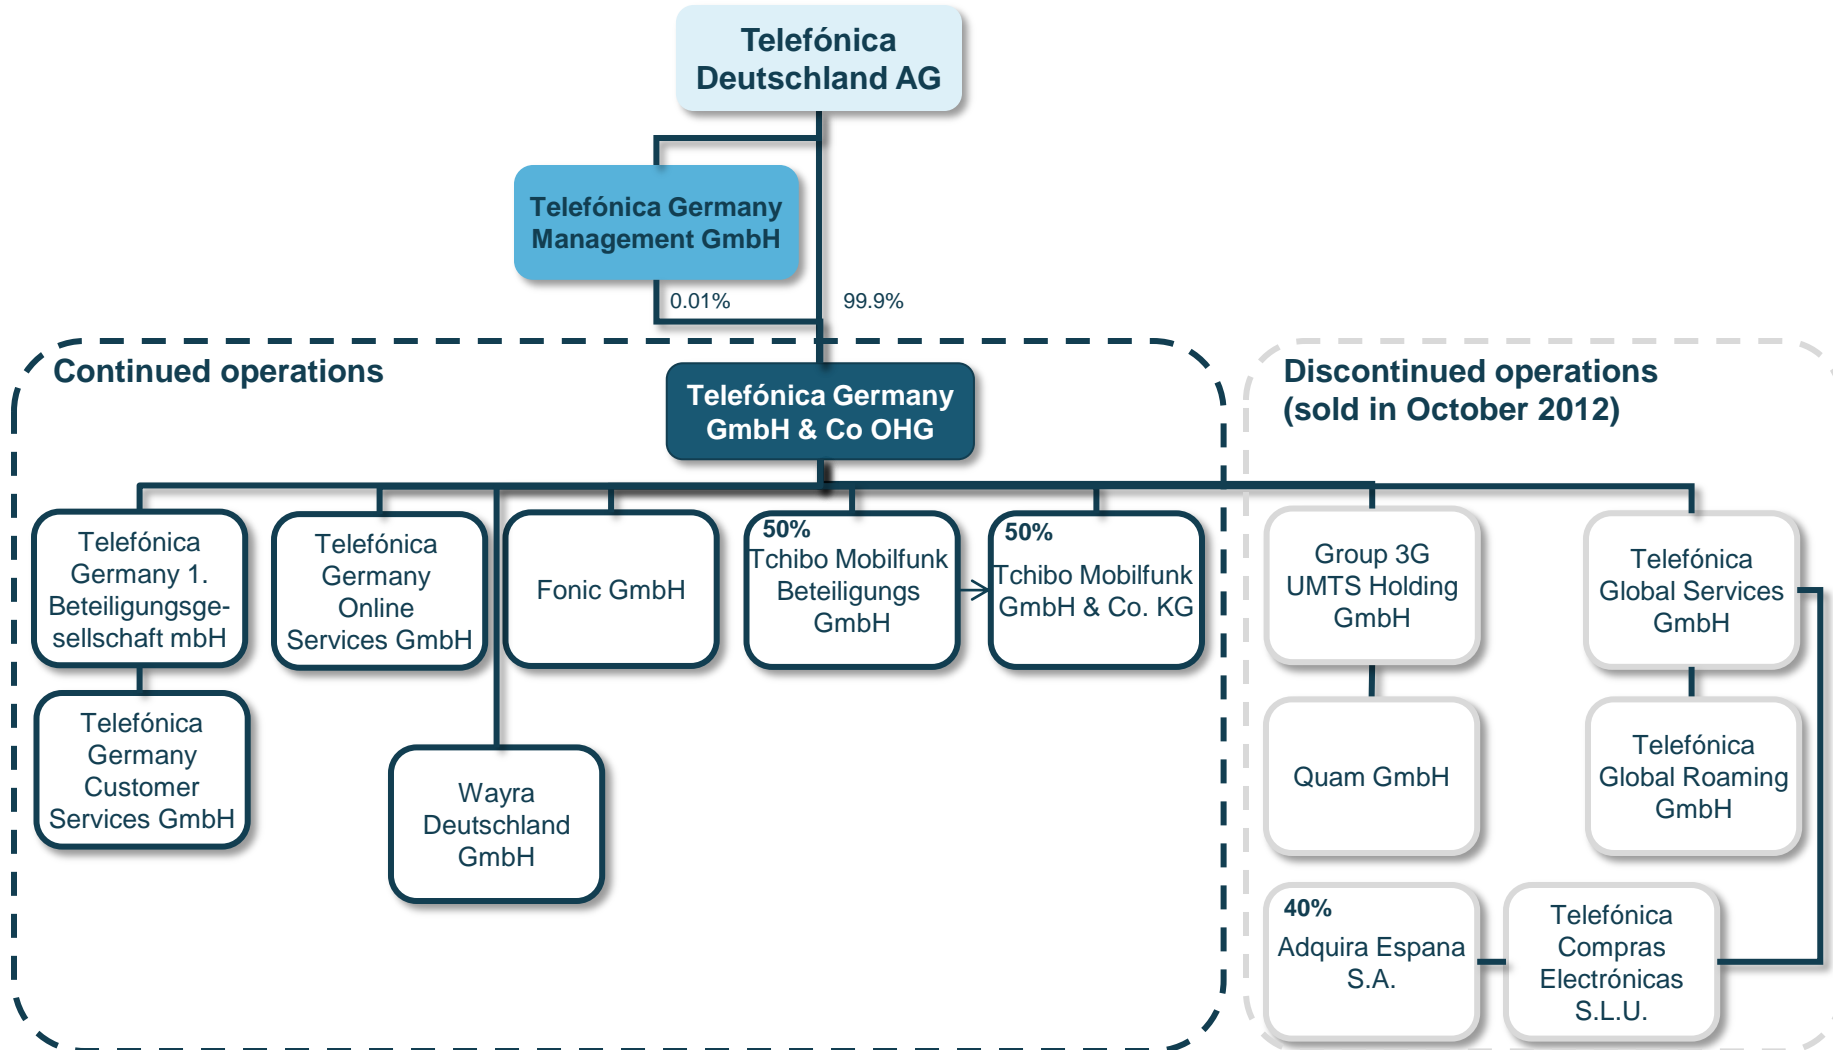 Telefónica
Deutschland AG
Telefónica Germany
Management GmbH
0.01%
99.9%
Continued operations
Telefónica Germany
GmbH & Co OHG
Discontinued operations
(sold in October 2012)
Telefónica
Germany 1.
Beteiligungsge-
sellschaft mbH
Telefónica
Germany
Online
Services GmbH
Fonic GmbH
50%
Tchibo Mobilfunk
Beteiligungs
GmbH
50%
Tchibo Mobilfunk
GmbH & Co. KG
Group 3G
UMTS Holding
GmbH
Telefónica
Global Services
GmbH
Telefónica
Germany
Customer
Services GmbH
Wayra
Deutschland
GmbH
Quam GmbH
Telefónica
Global Roaming
GmbH
40%
Adquira Espana
S.A.
Telefónica
Compras
Electrónicas
S.L.U.